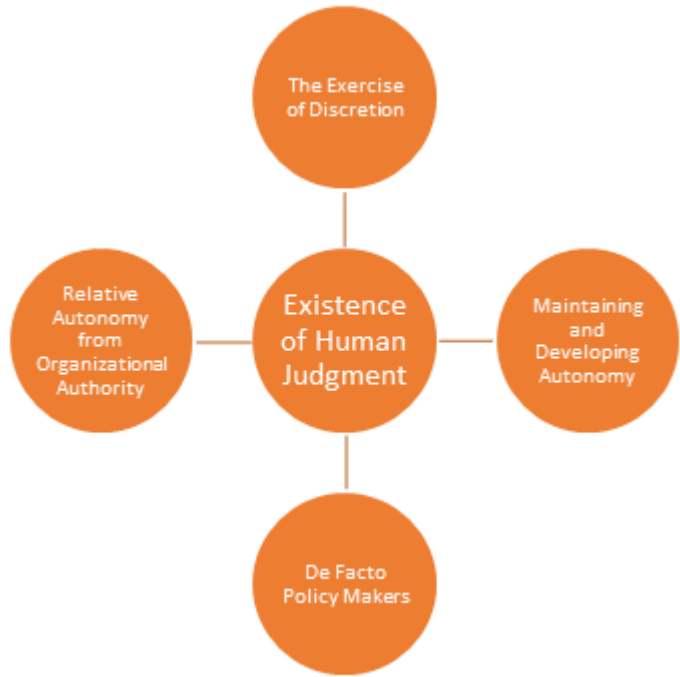 The Exercise
of Discretion
Relative
Autonomy
from
Organizational
Authority
Existence
of Human
Judgment
Maintaining
and
Developing
Autonomy
De Facto
Policy Makers